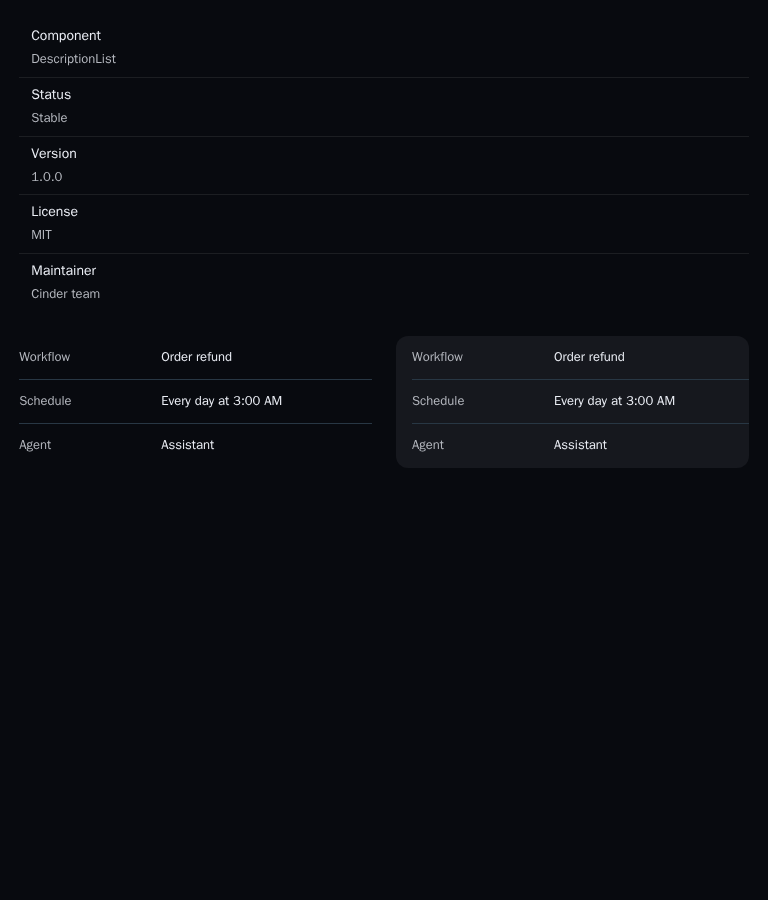 Component
DescriptionList
Status
Stable
Version
1.0.0
License
MIT
Maintainer
Cinder team
Workflow Order refund
Schedule Every day at 3:00 AM
Agent Assistant
Workflow Order refund
Schedule Every day at 3:00 AM
Agent Assistant